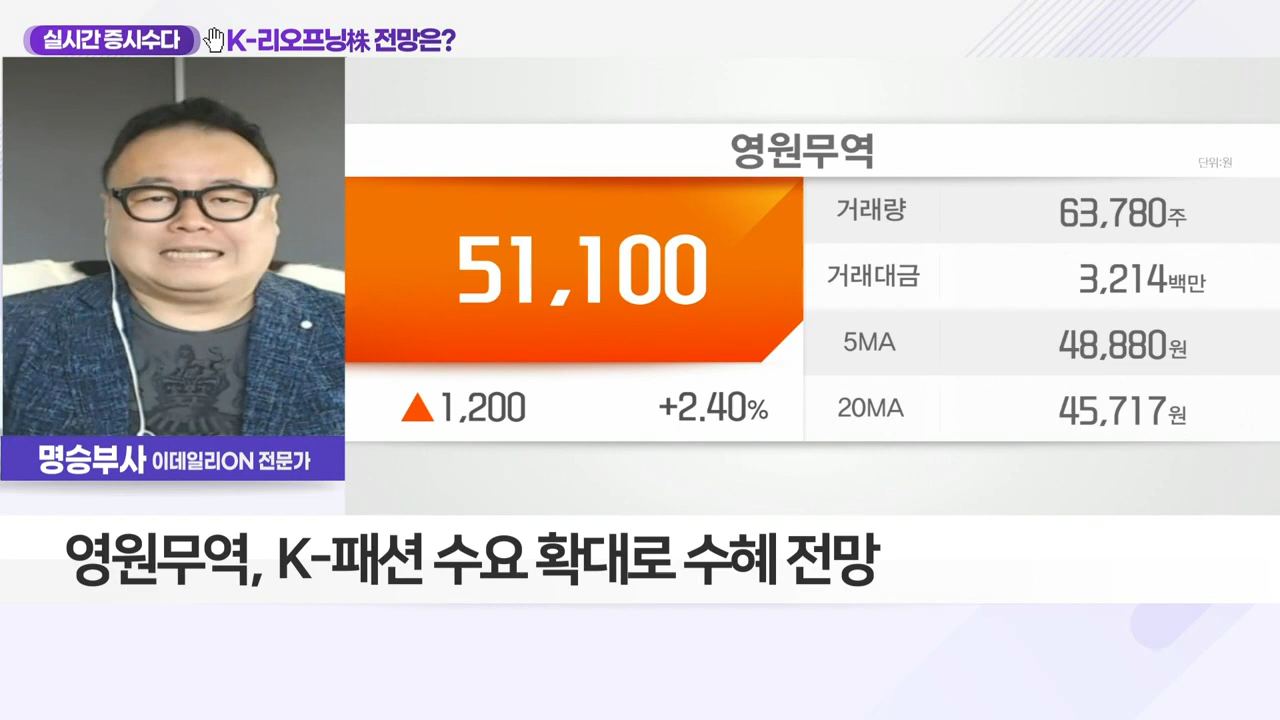 실시간 증시수다 K-리오프닝株 전망은?
영원무역
단위:원
51,100
▲1,200 +2.40%
거래량 63,780주
거래대금 3,214백만
5MA 48,880원
20MA 45,717원
명승부사 이데일리ON 전문가
영원무역, K-패션 수요 확대로 수혜 전망